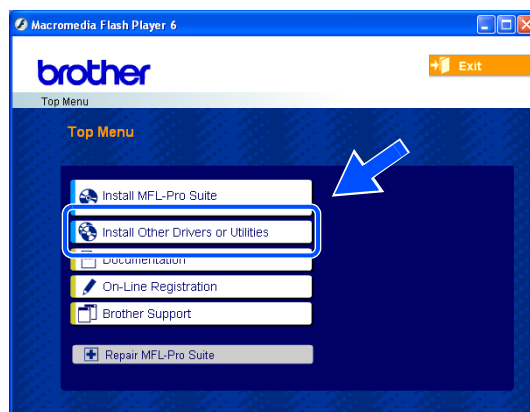 Macromedia Flash Player 6
brother
Exit
Top Menu
Top Menu
Install MFL-Pro Suite
Install Other Drivers or Utilities
Documentation
On-Line Registration
Brother Support
Repair MFL-Pro Suite